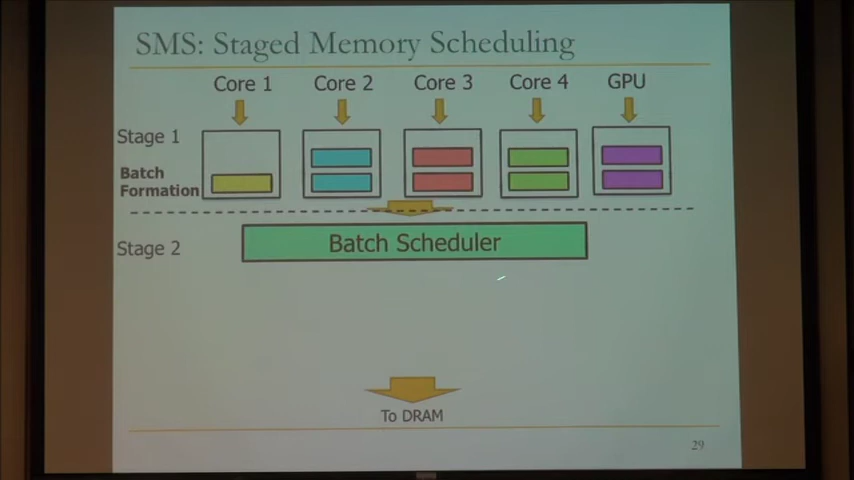 SMS: Staged Memory Scheduling
Core 1 Core 2 Core 3 Core 4 GPU
Stage 1
Batch
Formation
Stage 2
Batch Scheduler
To DRAM
29